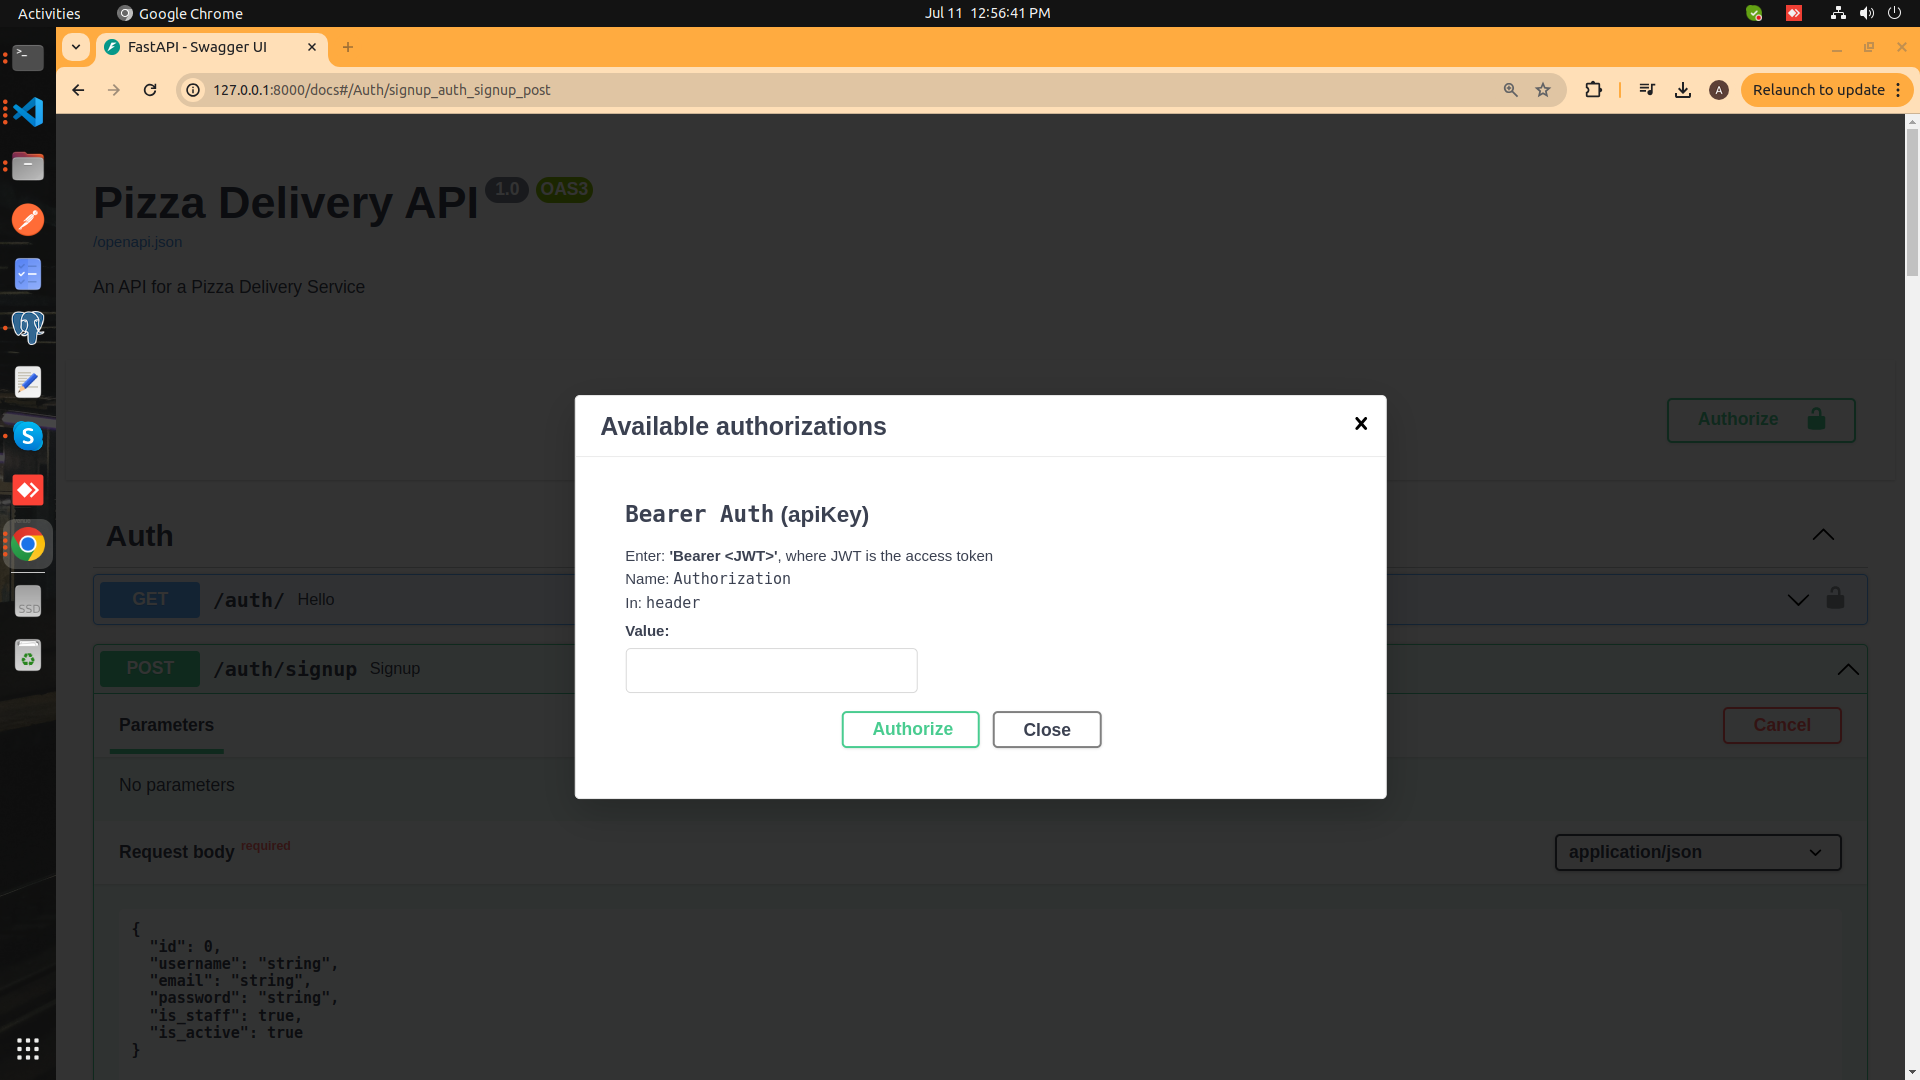 Activities
Google Chrome
Jul 11 12:56:41 PM
FastAPI - Swagger UI
127.0.0.1:8000/docs#/Auth/signup_auth_signup_post
A
Relaunch to update
Pizza Delivery API 1.0 OAS3
/openapi.json
An API for a Pizza Delivery Service
Authorize
Available authorizations
Bearer Auth (apiKey)
Enter: 'Bearer <JWT>', where JWT is the access token
Name: Authorization
In: header
Value:
Authorize
Close
Auth
GET /auth/ Hello
POST /auth/signup Signup
Parameters
Cancel
No parameters
Request body required
application/json
{
"id": 0,
"username": "string",
"email": "string",
"password": "string",
"is_staff": true,
"is_active": true
}
S
SSD